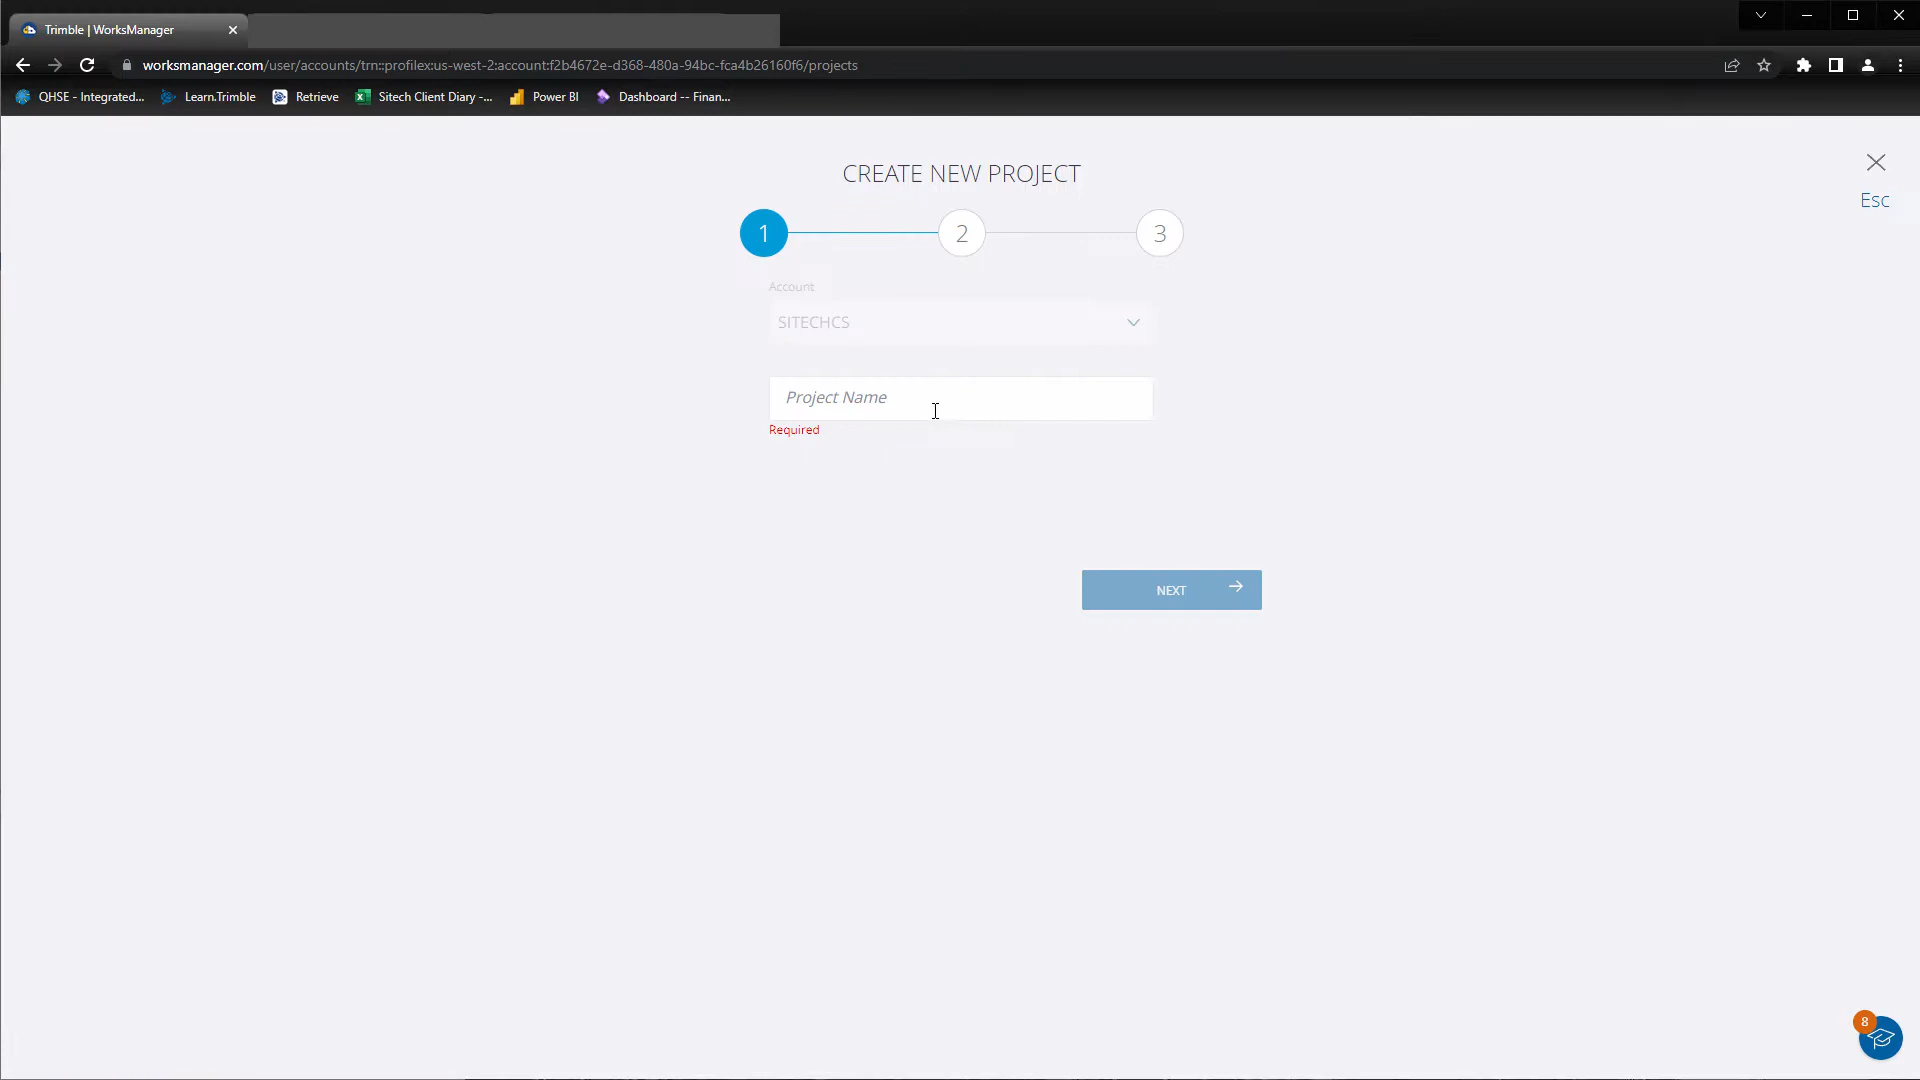 Trimble | WorksManager
worksmanager.com/user/accounts/trn::profilex:us-west-2:account:f2b4672e-d368-480a-94bc-fca4b26160f6/projects
QHSE - Integrated... Learn.Trimble Retrieve Sitech Client Diary -... Power BI Dashboard -- Finan...
CREATE NEW PROJECT
Esc
1 2 3
Account
SITECHCS
Project Name
Required
NEXT
8